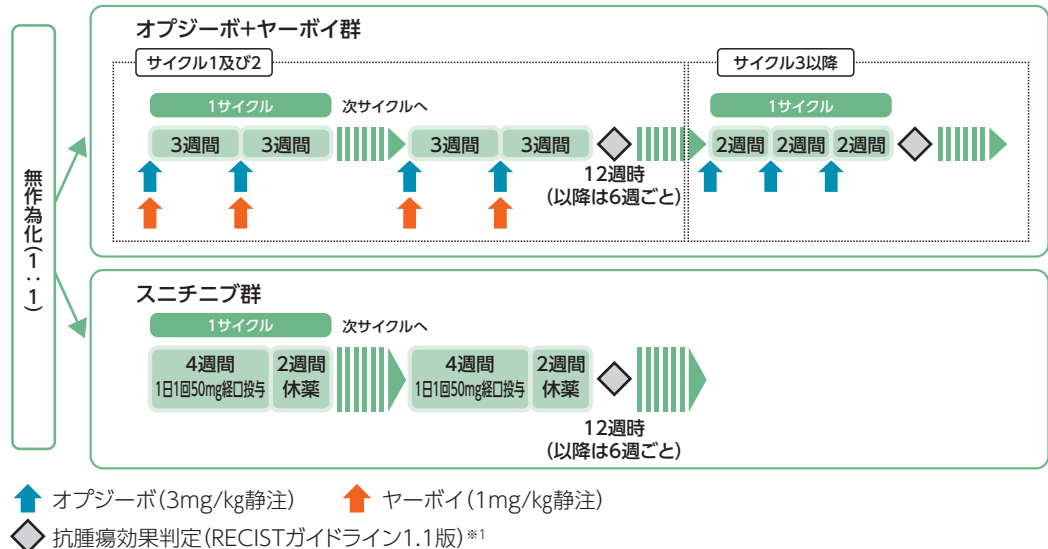 無作為化(1:1)
オプジーボ+ヤーボイ群
サイクル1及び2
サイクル3以降
1サイクル
次サイクルへ
1サイクル
3週間
3週間
3週間
3週間
2週間
2週間
2週間
12週時
(以降は6週ごと)
スニチニブ群
1サイクル
次サイクルへ
4週間
1日1回50mg経口投与
2週間
休薬
4週間
1日1回50mg経口投与
2週間
休薬
12週時
(以降は6週ごと)
オプジーボ(3mg/kg静注)
ヤーボイ(1mg/kg静注)
抗腫瘍効果判定(RECISTガイドライン1.1版)※1